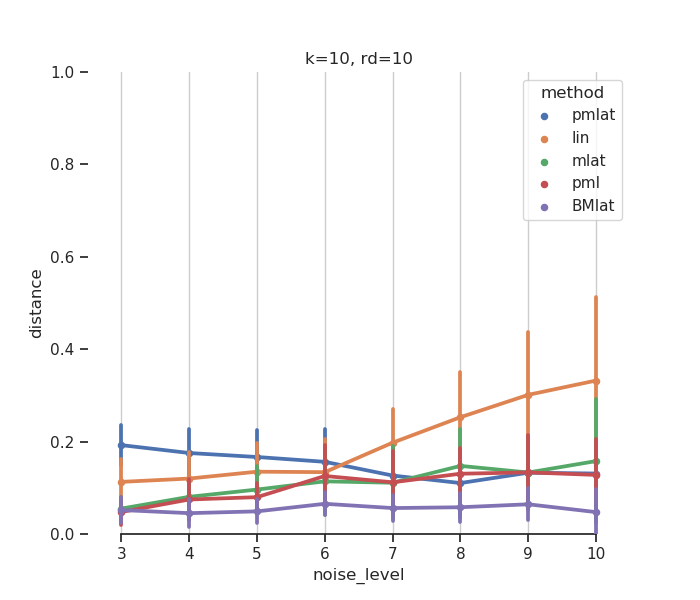 k=10, rd=10
1.0
0.8
0.6
0.4
0.2
0.0
distance
method
pmlat
lin
mlat
pml
BMlat
3 4 5 6 7 8 9 10
noise_level